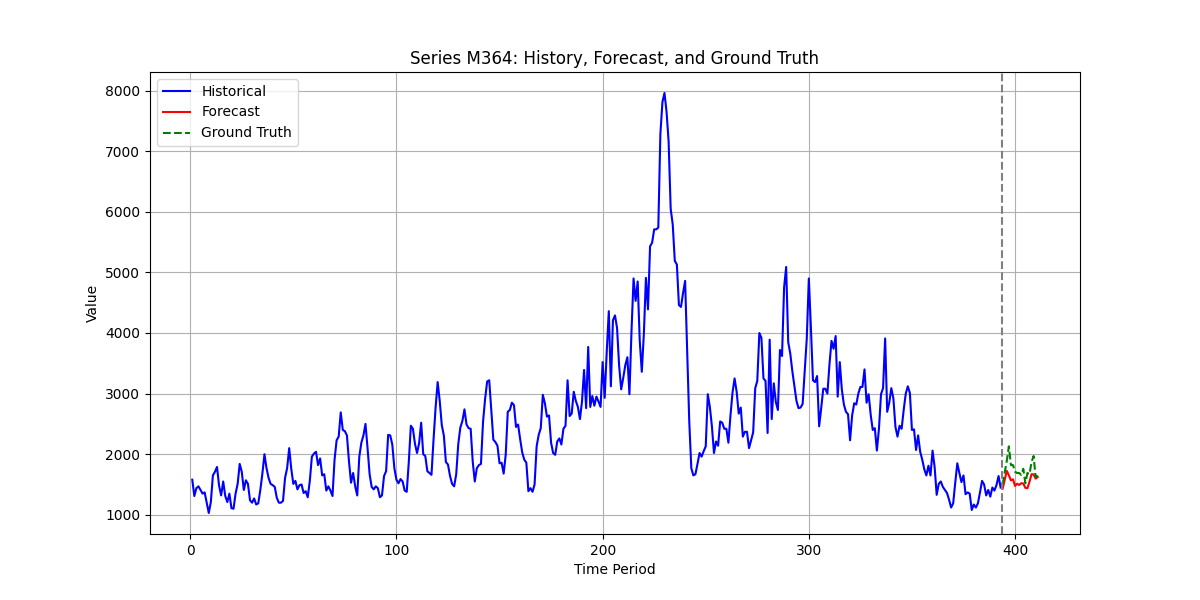 Series M364: History, Forecast, and Ground Truth
Historical
Forecast
Ground Truth
8000
7000
6000
5000
4000
3000
2000
1000
Value
0 100 200 300 400
Time Period